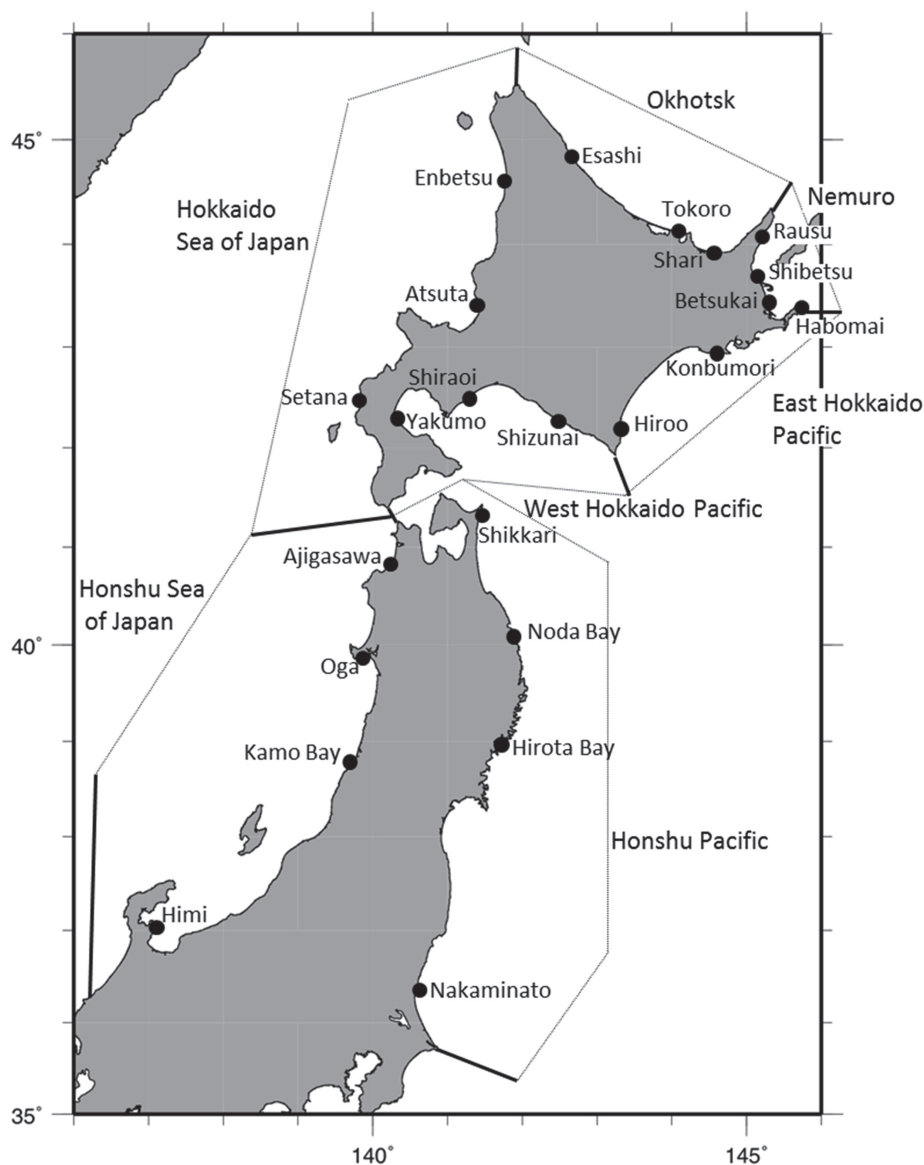 Okhotsk
45°
Esashi
Enbetsu
Nemuro
Hokkaido
Sea of Japan
Tokoro
Rausu
Shari
Shibetsu
Atsuta
Betsukai
Habomai
Konbumori
Shiraoi
Setana
Yakumo
East Hokkaido
Pacific
Hiroo
Shizunai
West Hokkaido Pacific
Shikkari
Ajigasawa
Honshu Sea
of Japan
40°
Noda Bay
Oga
Kamo Bay
Hirota Bay
Honshu Pacific
Himi
Nakaminato
35°
140°
145°